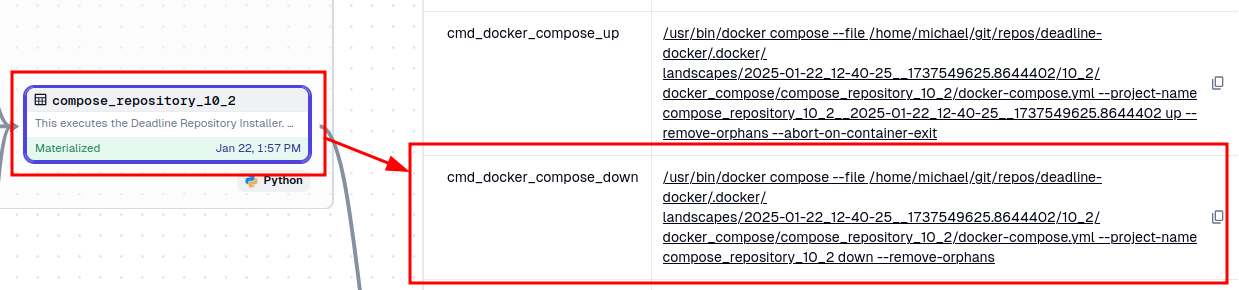 compose_repository_10_2
This executes the Deadline Repository Installer. …
Materialized
Jan 22, 1:57 PM
Python
cmd_docker_compose_up
/usr/bin/docker compose --file /home/michael/git/repos/deadline-
docker/.docker/
landscapes/2025-01-22_12-40-25__1737549625.8644402/10_2/
docker_compose/compose_repository_10_2/docker-compose.yml --project-name
compose_repository_10_2__2025-01-22_12-40-25__1737549625.8644402 up --
remove-orphans --abort-on-container-exit
cmd_docker_compose_down
/usr/bin/docker compose --file /home/michael/git/repos/deadline-
docker/.docker/
landscapes/2025-01-22_12-40-25__1737549625.8644402/10_2/
docker_compose/compose_repository_10_2/docker-compose.yml --project-name
compose_repository_10_2 down --remove-orphans